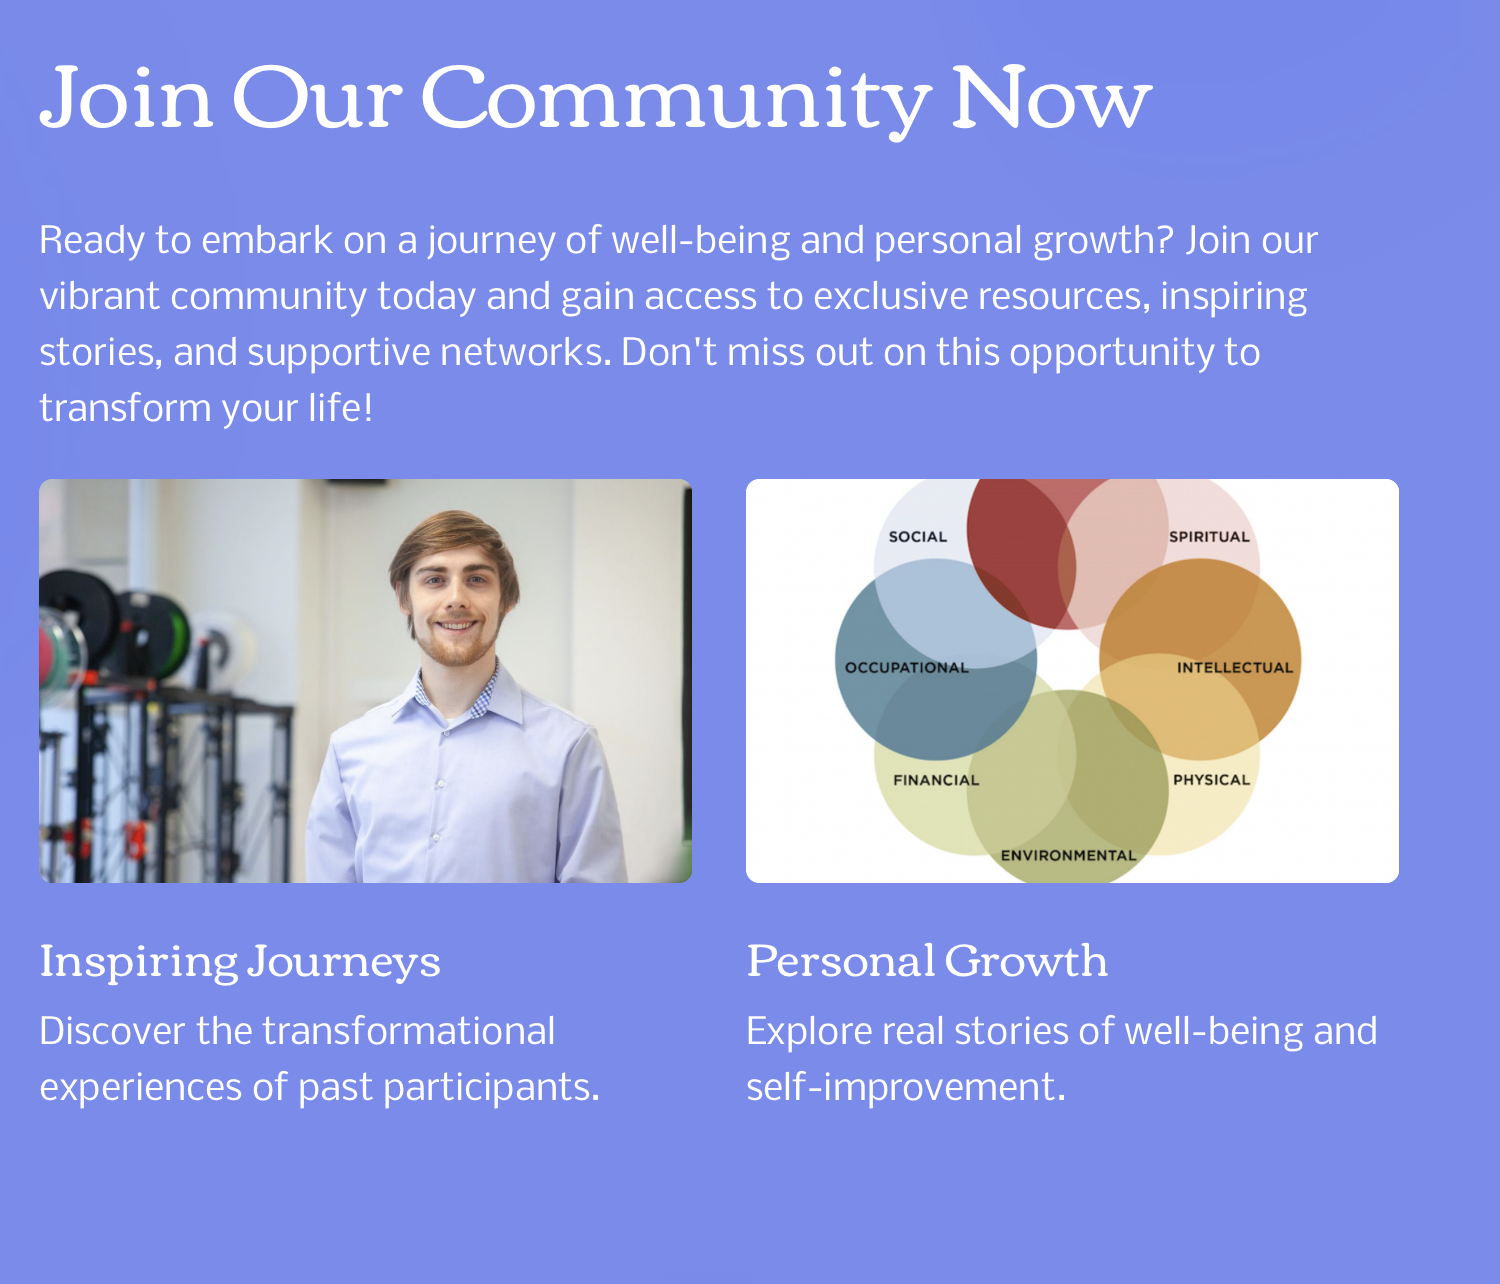 Join Our Community Now
Ready to embark on a journey of well-being and personal growth? Join our
vibrant community today and gain access to exclusive resources, inspiring
stories, and supportive networks. Don't miss out on this opportunity to
transform your life!
SOCIAL
SPIRITUAL
OCCUPATIONAL
INTELLECTUAL
FINANCIAL
PHYSICAL
ENVIRONMENTAL
Inspiring Journeys
Discover the transformational
experiences of past participants.
Personal Growth
Explore real stories of well-being and
self-improvement.